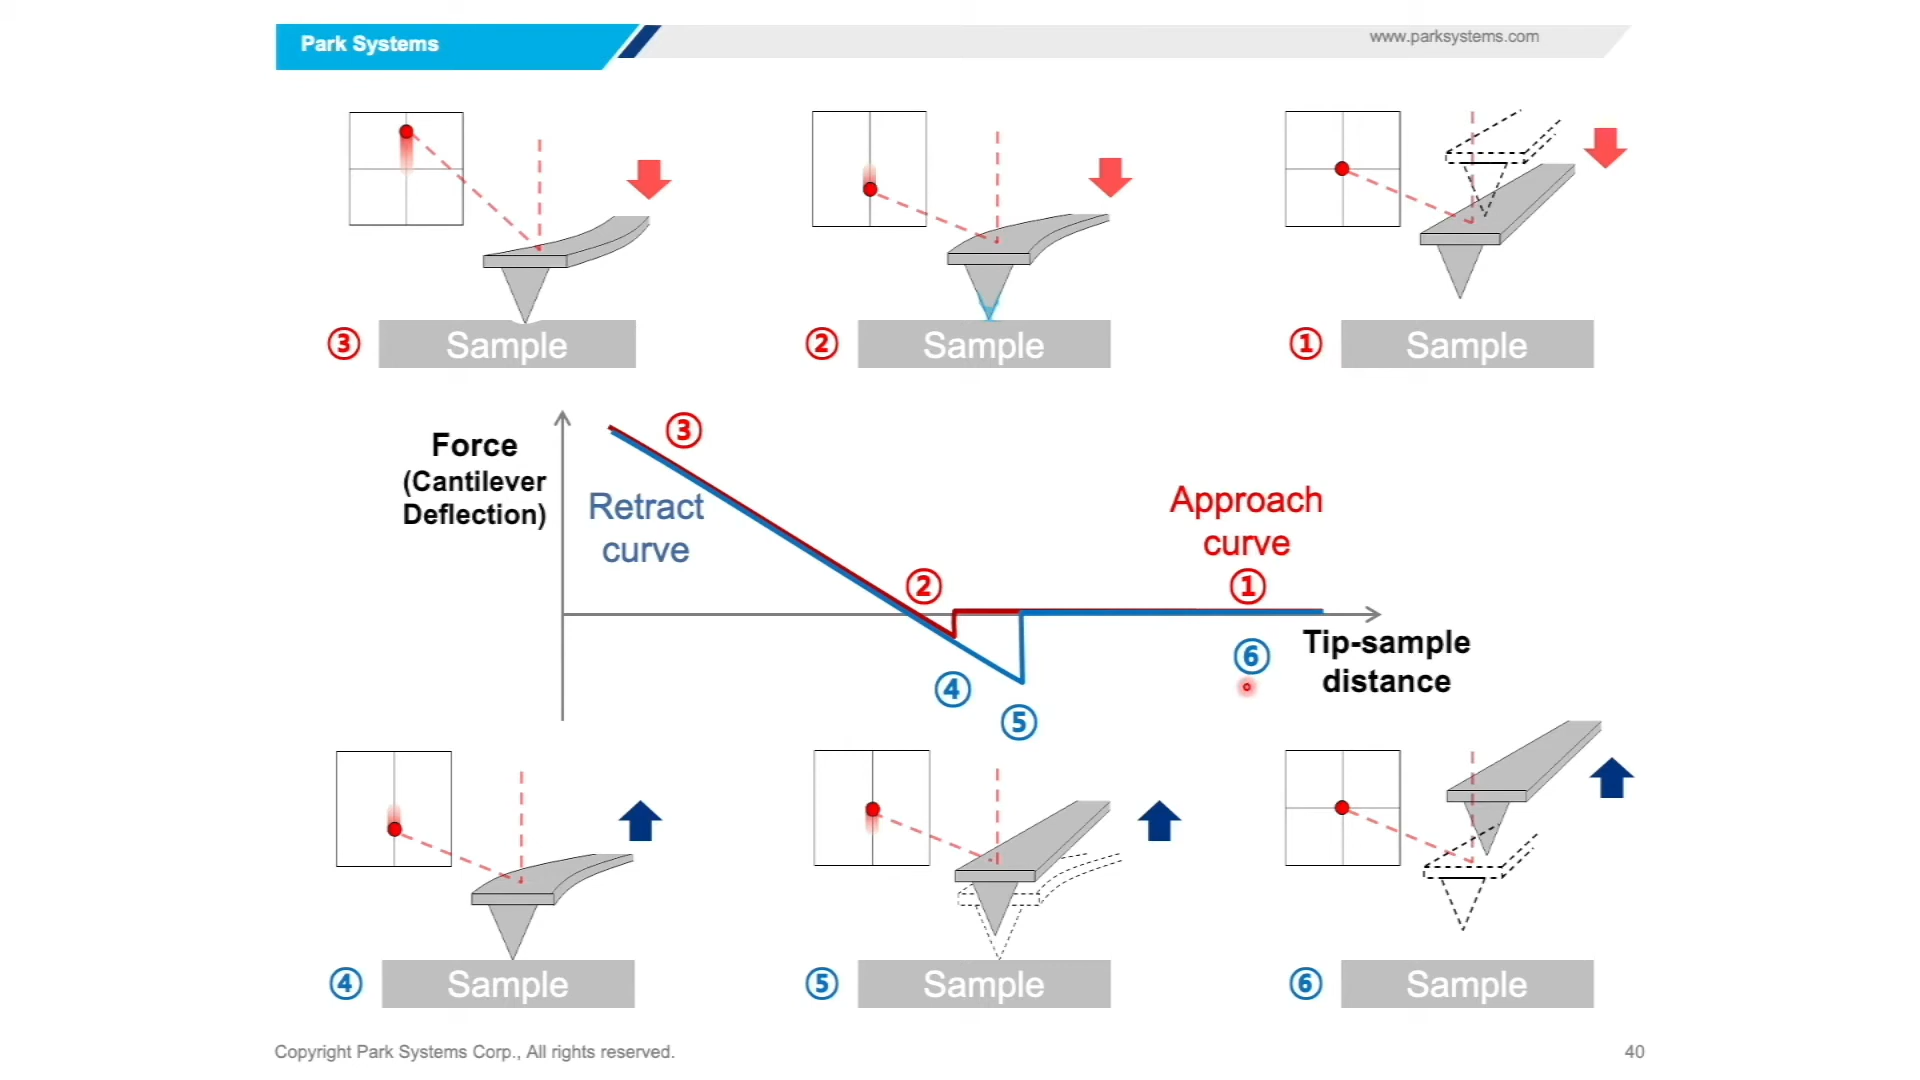 Park Systems
www.parksystems.com
③ Sample
② Sample
① Sample
Force
(Cantilever
Deflection)
③
Retract
curve
Approach
curve
②
①
Tip-sample
distance
⑥
④
⑤
④ Sample
⑤ Sample
⑥ Sample
Copyright Park Systems Corp., All rights reserved.
40